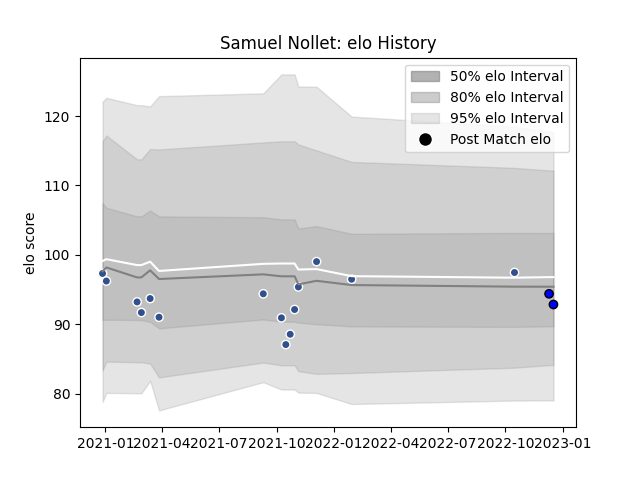 Samuel Nollet: elo History
50% elo Interval
80% elo Interval
95% elo Interval
Post Match elo
elo score
120
110
100
90
80
2021-01 2021-04 2021-07 2021-10 2022-01 2022-04 2022-07 2022-10 2023-01